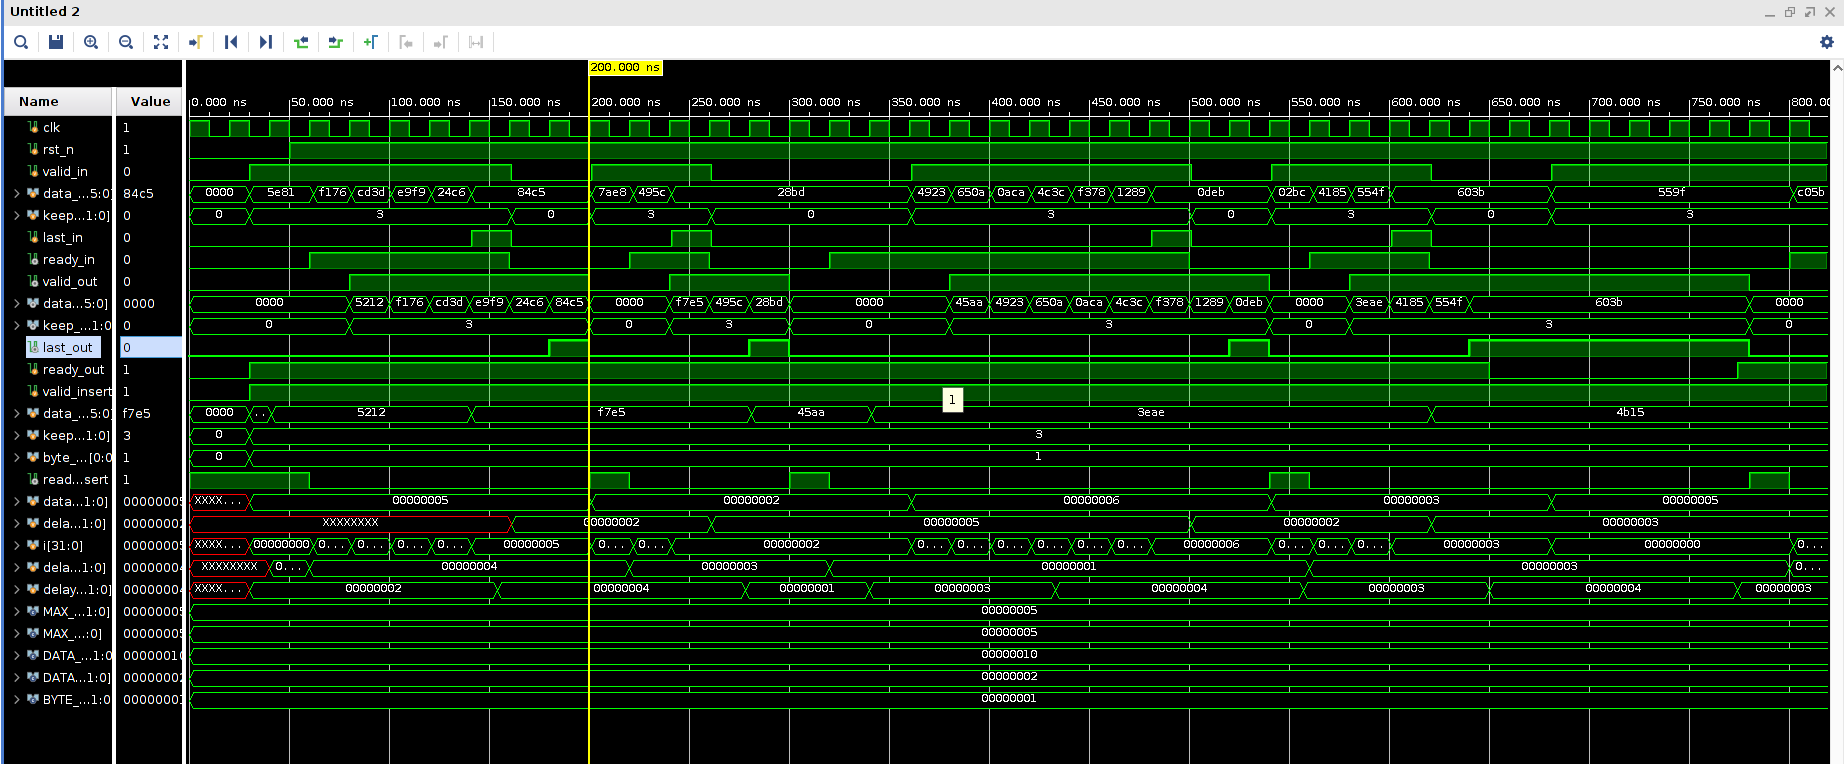 Untitled 2
200.000 ns
Name Value
0.000 ns 50.000 ns 100.000 ns 150.000 ns 200.000 ns 250.000 ns 300.000 ns 350.000 ns 400.000 ns 450.000 ns 500.000 ns 550.000 ns 600.000 ns 650.000 ns 700.000 ns 750.000 ns 800.0
clk 1
rst_n 1
valid_in 0
data_...5:0] 84c5 0000 5e81 f176 cd3d e9f9 24c6 84c5 7ae8 495c 28bd 4923 650a 0aca 4c3c f378 1289 0deb 02bc 4185 554f 603b 559f c05b
keep...1:0] 0 0 3 0 3 0 3 0 3 0 3
last_in 0
ready_in 0
valid_out 0
data...5:0] 0000 0000 5212 f176 cd3d e9f9 24c6 84c5 0000 f7e5 495c 28bd 0000 45aa 4923 650a 0aca 4c3c f378 1289 0deb 0000 3eae 4185 554f 603b 0000
keep_...1:0 0 0 3 0 3 0 3 0 3 0
last_out 0
ready_out 1
valid_insert 1
1
data_...5:0] f7e5 0000 .. 5212 f7e5 45aa 3eae 4b15
keep...1:0] 3 0 3
byte_...[0:0 1 0 1
read...sert 1
data...1:0] 00000005 XXXX... 00000005 00000002 00000006 00000003 00000005
dela...1:0] 00000002 XXXXXXXX 00000002 00000005 00000002 00000003
i[31:0] 00000005 XXXX... 00000000 0... 0... 0... 0... 00000005 0... 0... 00000002 0... 0... 0... 0... 0... 0... 00000006 0... 0... 0... 00000003 00000000 0...
dela...1:0] 00000004 XXXXXXXX 0... 00000004 00000003 00000001 00000003 0...
delay...1:0] 00000004 XXXX... 00000002 00000004 00000001 00000003 00000004 00000003 00000004 00000003
MAX_...1:0] 00000005 00000005
MAX_...:0] 00000005 00000005
DATA_...1:0 00000010 00000010
DATA...1:0] 00000002 00000002
BYTE_...1:0 00000001 00000001